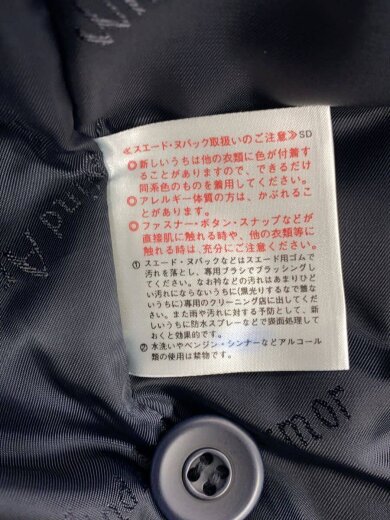 ≪スエード・ヌバック取扱いのご注意≫SD
◎新しいうちは他の衣類に色が付着す
ることがありますので、できるだけ
同系色のものを着用してください。
◎アレルギー体質の方は、かぶれるこ
とがあります。
◎ファスナー・ボタン・スナップなどが
直接肌に触れる時や、他の衣類等に
触れる時は、充分にご注意ください。
① スエード・ヌバックなどはスエード用ゴムで
汚れを落とし、専用ブラシでブラッシングし
てください。なお衿などの汚れはあまりひど
い汚れにならないうちに(黒光りするなで着
ないうちに)専用のクリーニング店に出してくだ
さい。また雨や汚れに対する予防として、新
しいうちに防水スプレーなどで表面処理して
おくと効果的です。
② 水洗いやベンジン・シンナーなどアルコール
類の使用は禁物です。
mor